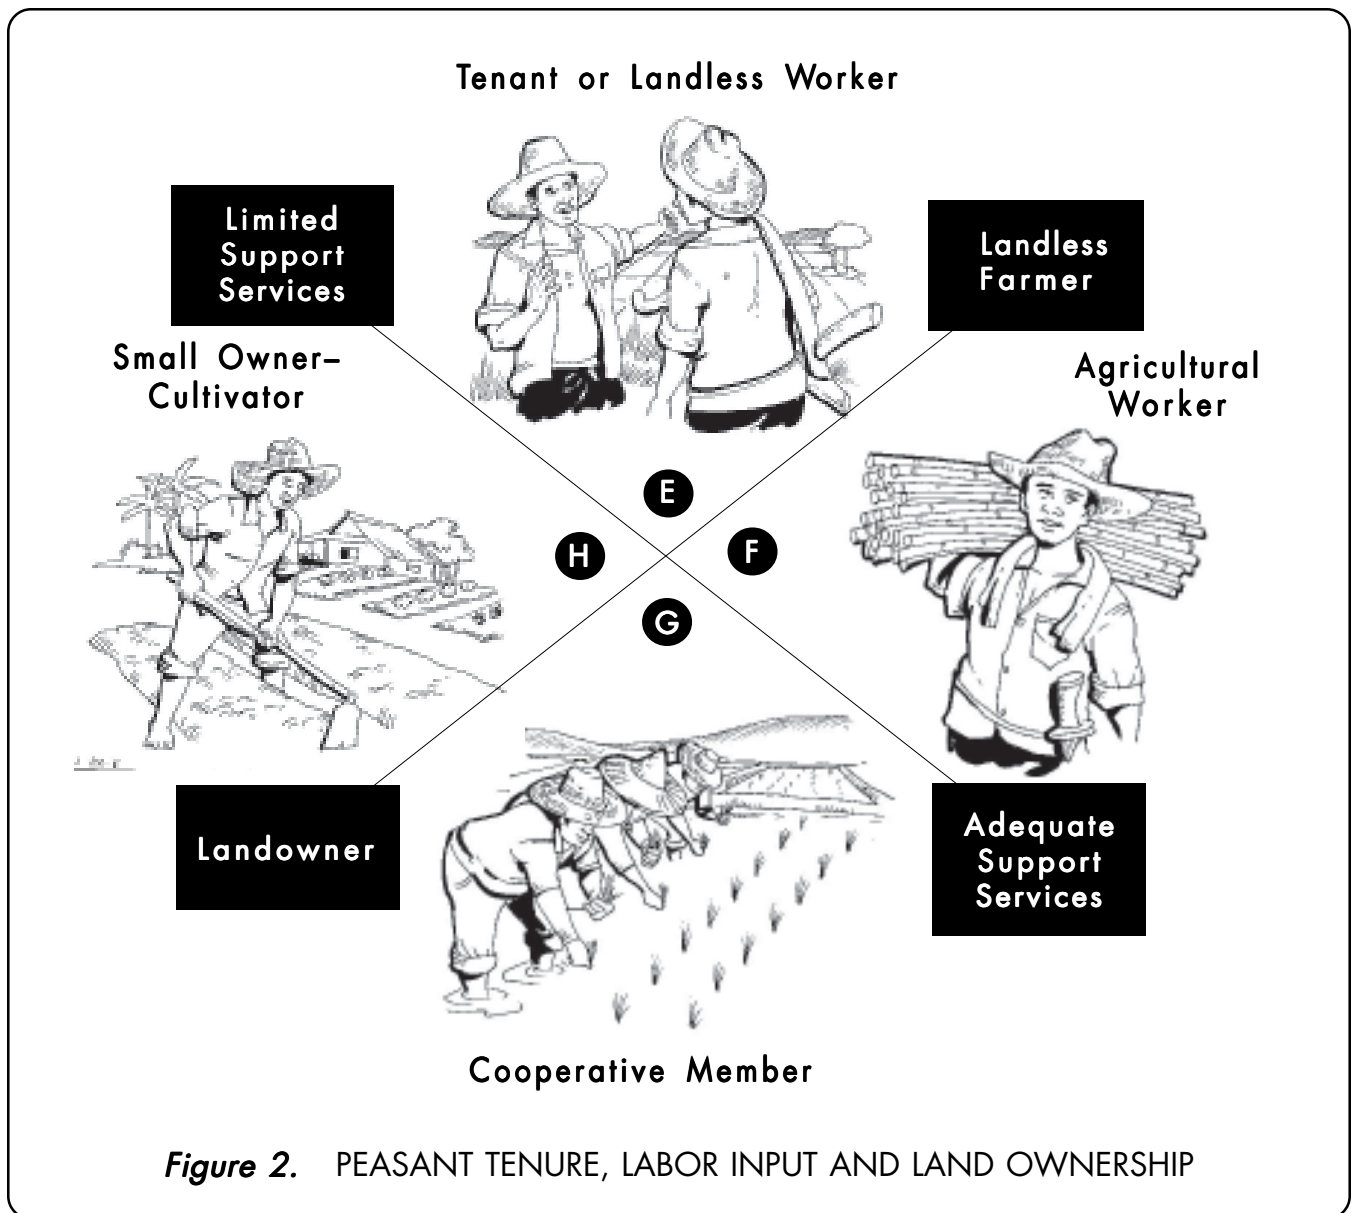 Tenant or Landless Worker
Limited
Support
Services
Landless
Farmer
Small Owner–
Cultivator
Agricultural
Worker
E
H
F
G
Landowner
Adequate
Support
Services
Cooperative Member
Figure 2. PEASANT TENURE, LABOR INPUT AND LAND OWNERSHIP